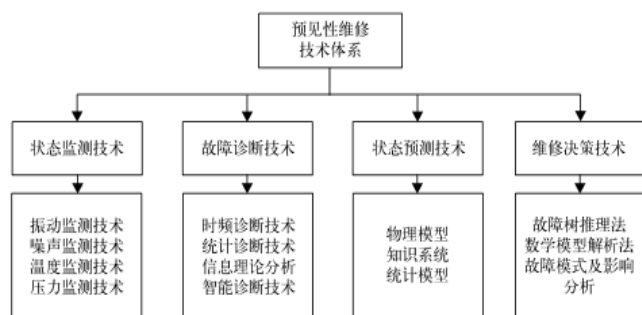 预见性维修
技术体系
状态监测技术
故障诊断技术
状态预测技术
维修决策技术
振动监测技术
噪声监测技术
温度监测技术
压力监测技术
时频诊断技术
统计诊断技术
信息理论分析
智能诊断技术
物理模型
知识系统
统计模型
故障树推理法
数学模型解析法
故障模式及影响
分析